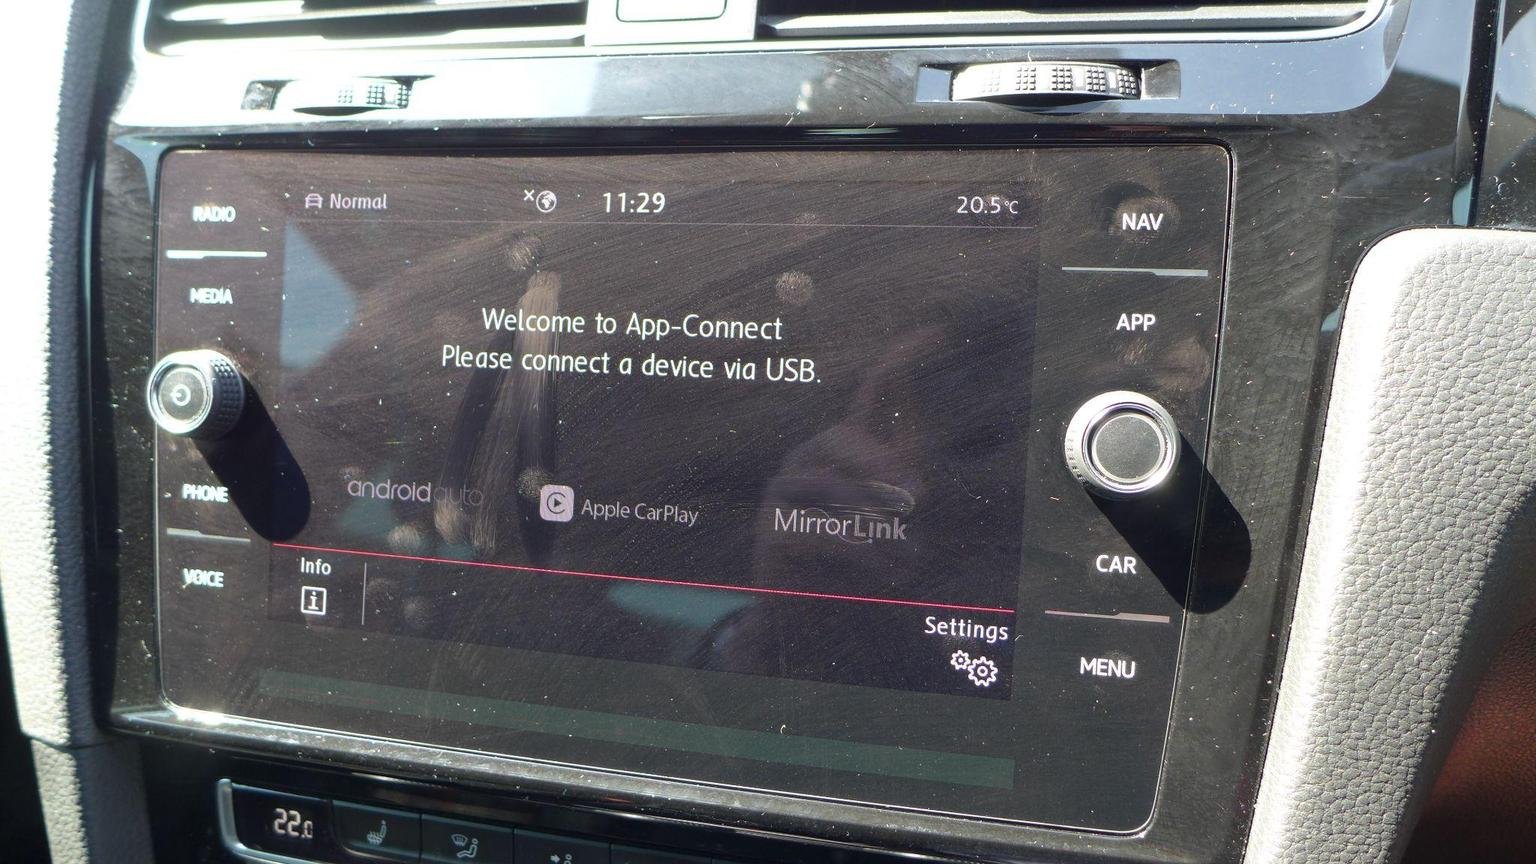 RADIO
MEDIA
PHONE
VOICE
Normal
11:29
20.5°C
Welcome to App-Connect
Please connect a device via USB.
androidauto
Apple CarPlay
MirrorLink
Info
i
Settings
NAV
APP
CAR
MENU
22.0